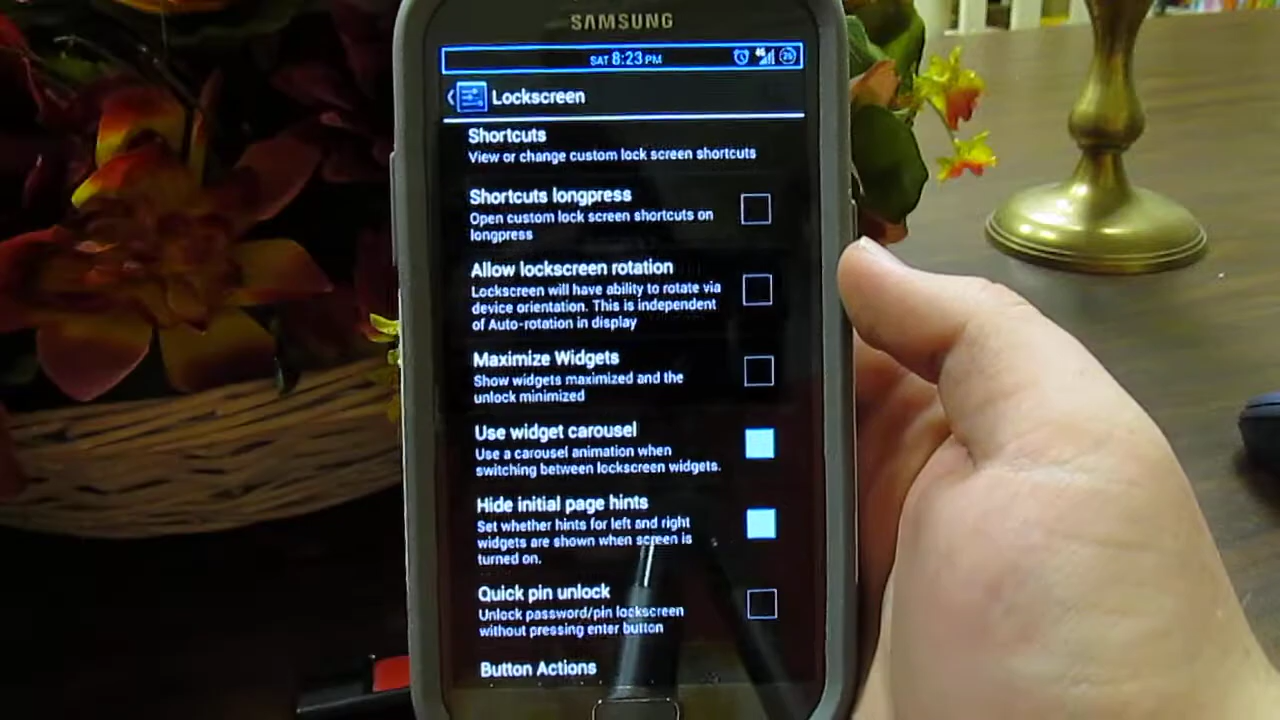 SAMSUNG
SAT 8:23 PM
Lockscreen
Shortcuts
View or change custom lock screen shortcuts
Shortcuts longpress
Open custom lock screen shortcuts on
longpress
Allow lockscreen rotation
Lockscreen will have ability to rotate via
device orientation. This is independent
of Auto-rotation in display
Maximize Widgets
Show widgets maximized and the
unlock minimized
Use widget carousel
Use a carousel animation when
switching between lockscreen widgets.
Hide initial page hints
Set whether hints for left and right
widgets are shown when screen is
turned on.
Quick pin unlock
Unlock password/pin lockscreen
without pressing enter button
Button Actions